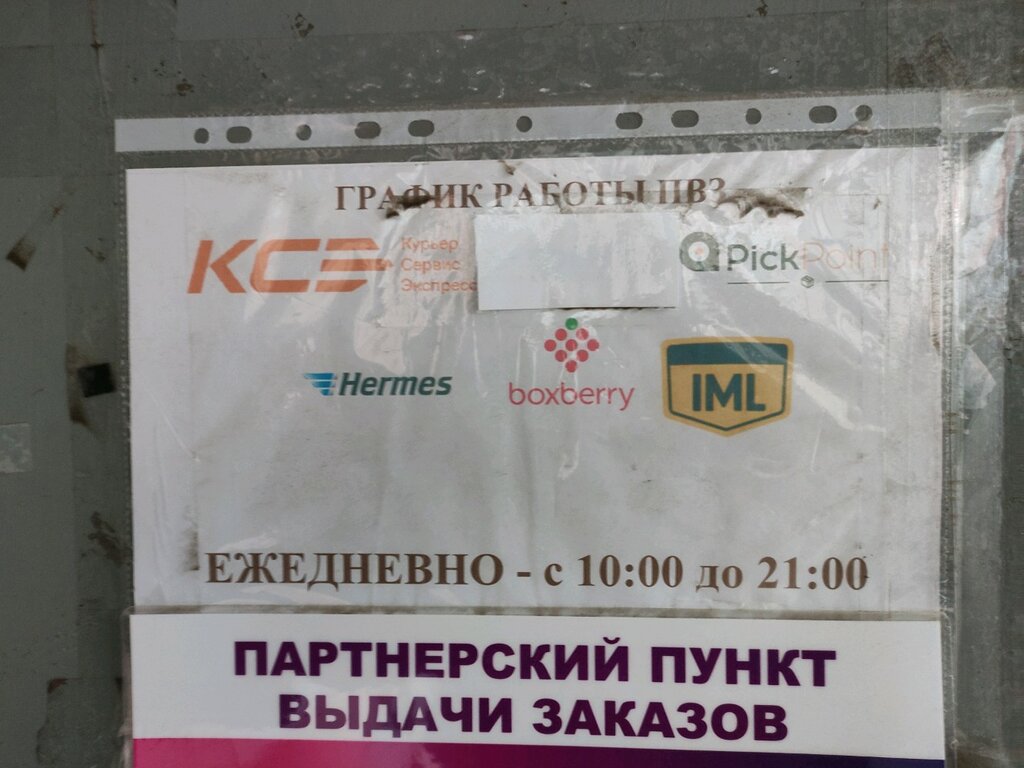 ГРАФИК РАБОТЫ ПВЗ
КСЭ
Курьер
Сервис
Экспресс
PickPoint
Hermes
boxberry
IML
ЕЖЕДНЕВНО - с 10:00 до 21:00
ПАРТНЕРСКИЙ ПУНКТ
ВЫДАЧИ ЗАКАЗОВ